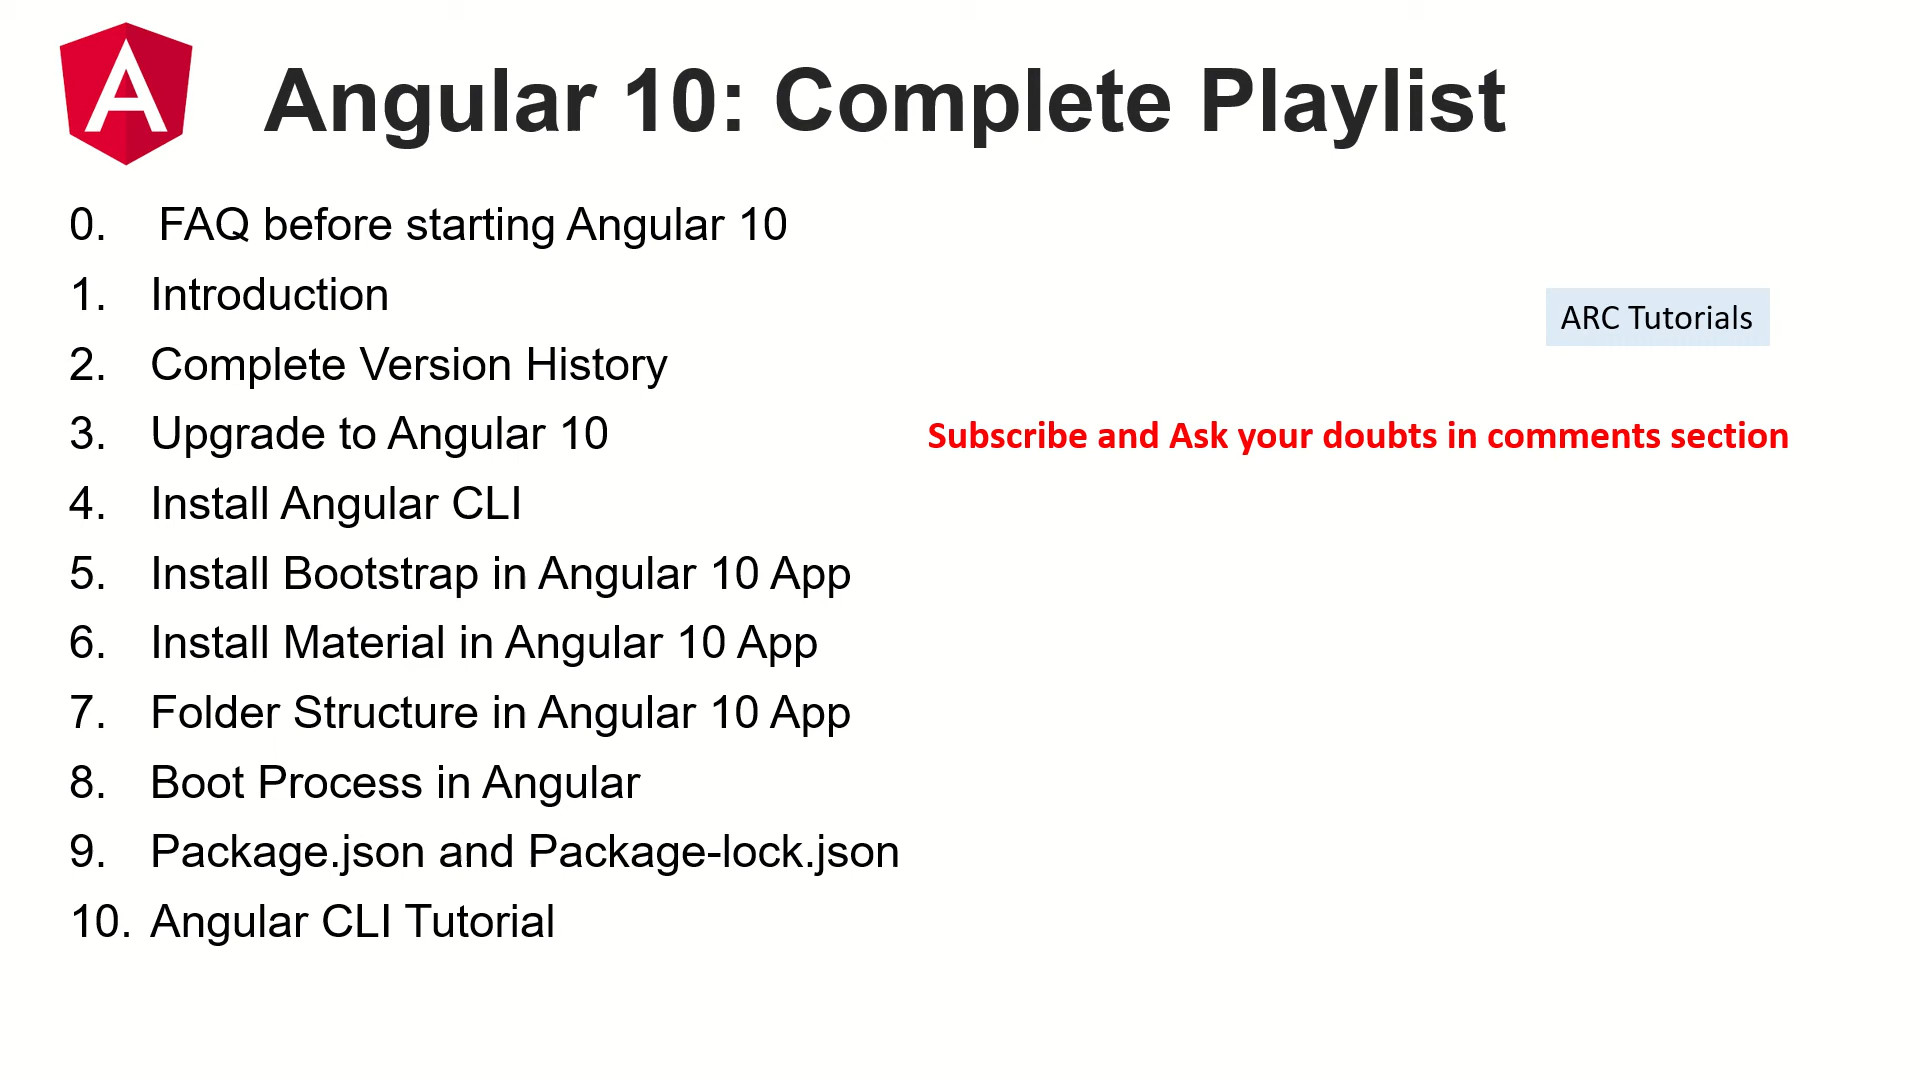 Angular 10: Complete Playlist
0. FAQ before starting Angular 10
1. Introduction
2. Complete Version History
3. Upgrade to Angular 10
4. Install Angular CLI
5. Install Bootstrap in Angular 10 App
6. Install Material in Angular 10 App
7. Folder Structure in Angular 10 App
8. Boot Process in Angular
9. Package.json and Package-lock.json
10. Angular CLI Tutorial
ARC Tutorials
Subscribe and Ask your doubts in comments section